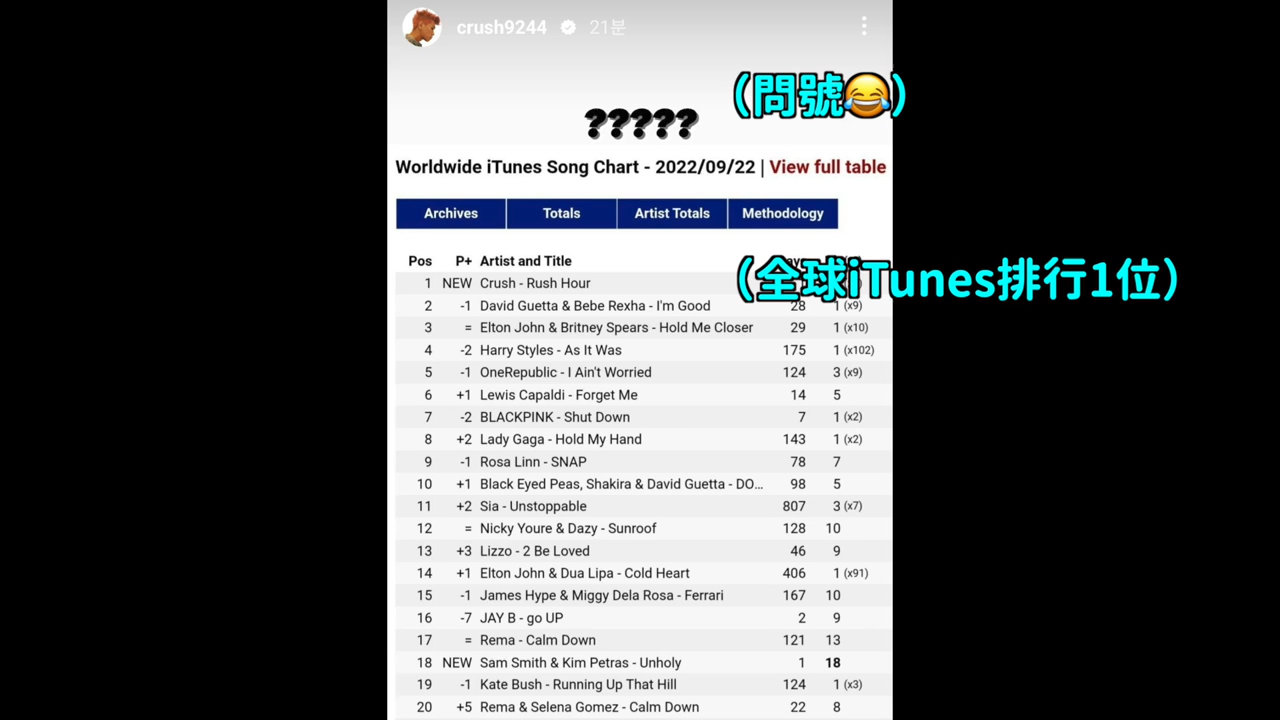 crush9244 21분
(問號😂)
?????
Worldwide iTunes Song Chart - 2022/09/22 | View full table
Archives Totals Artist Totals Methodology
Pos P+ Artist and Title
(全球iTunes排行1位)
1 NEW Crush - Rush Hour
2 -1 David Guetta & Bebe Rexha - I'm Good 28 1 (x9)
3 = Elton John & Britney Spears - Hold Me Closer 29 1 (x10)
4 -2 Harry Styles - As It Was 175 1 (x102)
5 -1 OneRepublic - I Ain't Worried 124 3 (x9)
6 +1 Lewis Capaldi - Forget Me 14 5
7 -2 BLACKPINK - Shut Down 7 1 (x2)
8 +2 Lady Gaga - Hold My Hand 143 1 (x2)
9 -1 Rosa Linn - SNAP 78 7
10 +1 Black Eyed Peas, Shakira & David Guetta - DO... 98 5
11 +2 Sia - Unstoppable 807 3 (x7)
12 = Nicky Youre & Dazy - Sunroof 128 10
13 +3 Lizzo - 2 Be Loved 46 9
14 +1 Elton John & Dua Lipa - Cold Heart 406 1 (x91)
15 -1 James Hype & Miggy Dela Rosa - Ferrari 167 10
16 -7 JAY B - go UP 2 9
17 = Rema - Calm Down 121 13
18 NEW Sam Smith & Kim Petras - Unholy 1 18
19 -1 Kate Bush - Running Up That Hill 124 1 (x3)
20 +5 Rema & Selena Gomez - Calm Down 22 8